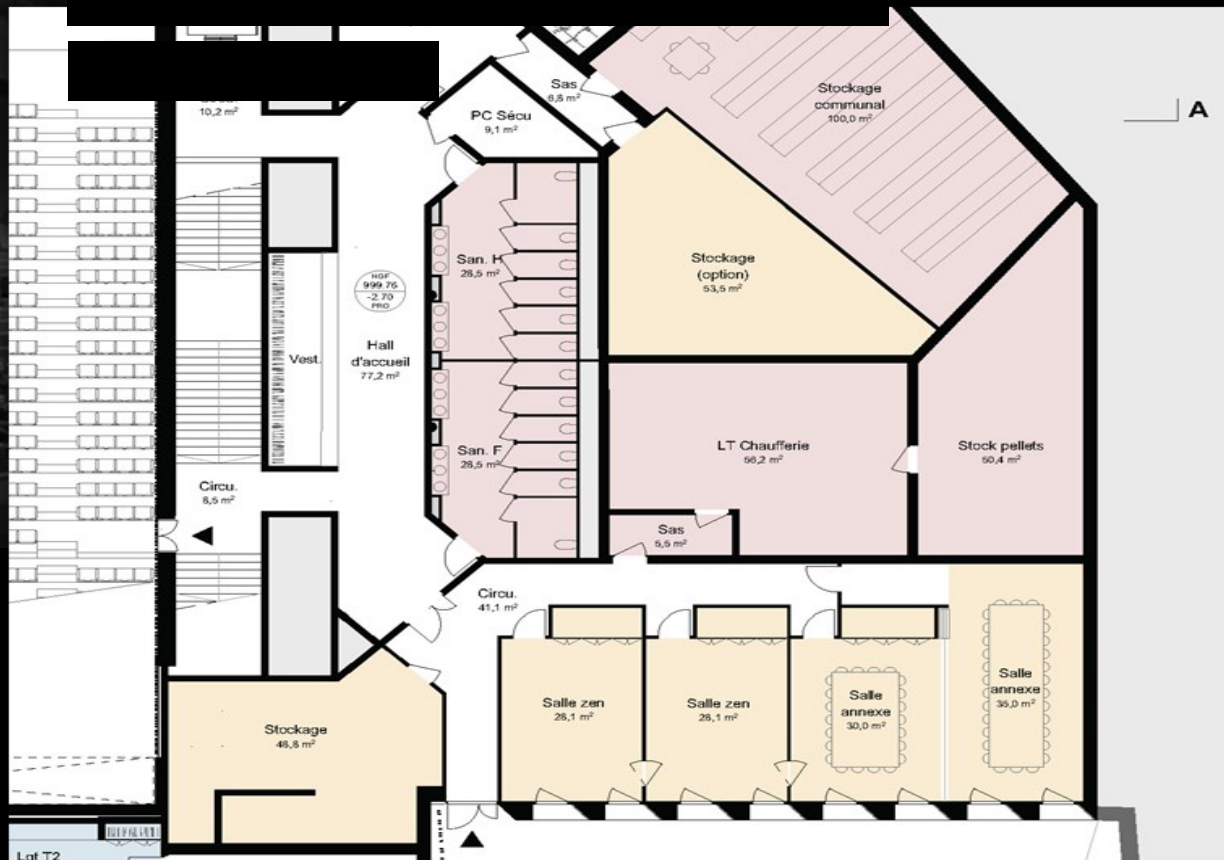 10,2 m²
Sas
6,8 m²
PC Sécu
9,1 m²
Stockage
communal
100,0 m²
A
San. H
28,5 m²
Stockage
(option)
53,5 m²
HGF
999.76
-2.70
PRO
Hall
d'accueil
77,2 m²
Vest.
San. F
28,5 m²
LT Chaufferie
56,2 m²
Stock pellets
50,4 m²
Circu.
8,5 m²
Sas
5,5 m²
Circu.
41,1 m²
Salle zen
28,1 m²
Salle zen
28,1 m²
Salle
annexe
30,0 m²
Salle
annexe
35,0 m²
Stockage
48,8 m²
Lot T2